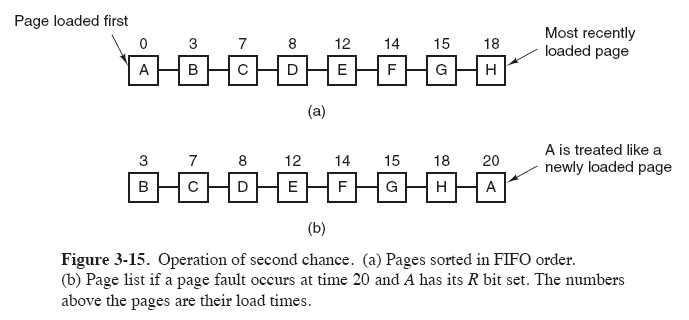 Page loaded first
0 3 7 8 12 14 15 18
Most recently
loaded page
A B C D E F G H
(a)
3 7 8 12 14 15 18 20
A is treated like a
newly loaded page
B C D E F G H A
(b)
Figure 3-15. Operation of second chance. (a) Pages sorted in FIFO order.
(b) Page list if a page fault occurs at time 20 and A has its R bit set. The numbers
above the pages are their load times.